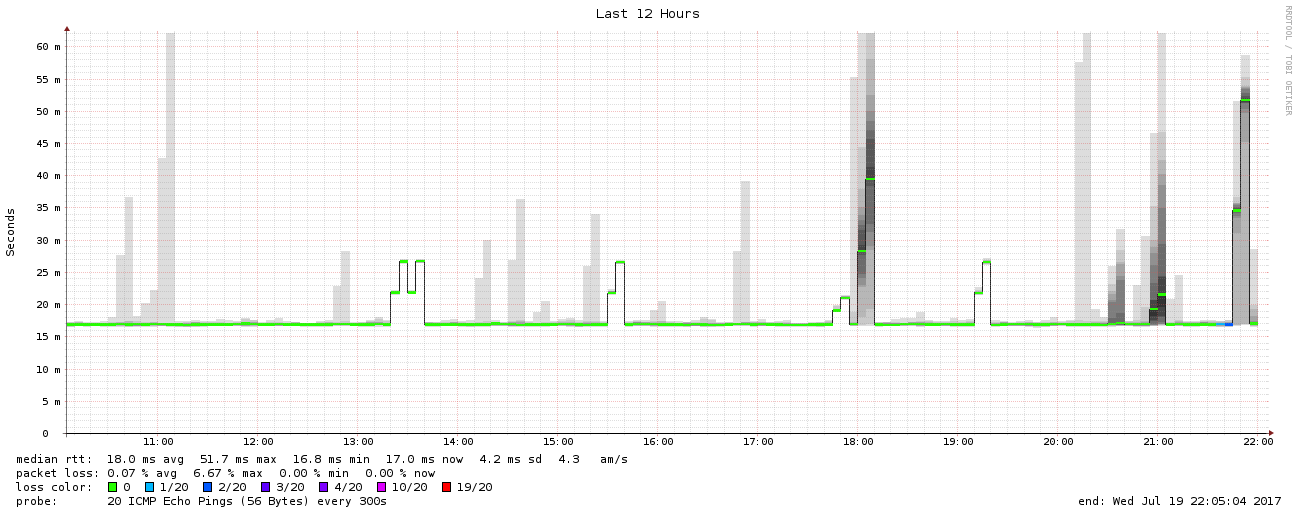 Last 12 Hours
RRDTOOL / TOBI OETIKER
Seconds
60 m
55 m
50 m
45 m
40 m
35 m
30 m
25 m
20 m
15 m
10 m
5 m
0
11:00 12:00 13:00 14:00 15:00 16:00 17:00 18:00 19:00 20:00 21:00 22:00
median rtt: 18.0 ms avg 51.7 ms max 16.8 ms min 17.0 ms now 4.2 ms sd 4.3 am/s
packet loss: 0.07 % avg 6.67 % max 0.00 % min 0.00 % now
loss color: 0 1/20 2/20 3/20 4/20 10/20 19/20
probe: 20 ICMP Echo Pings (56 Bytes) every 300s end: Wed Jul 19 22:05:04 2017